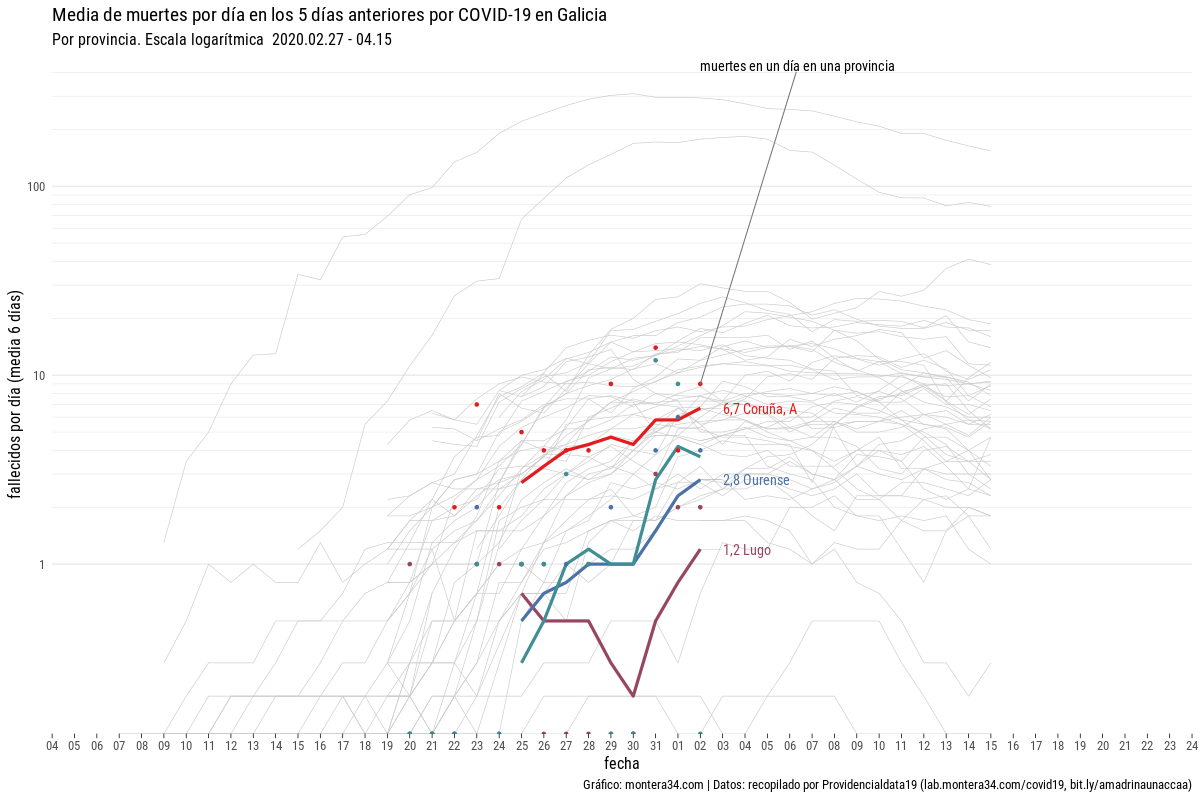 Media de muertes por día en los 5 días anteriores por COVID-19 en Galicia
Por provincia. Escala logarítmica  2020.02.27 - 04.15
muertes en un día en una provincia
100
10
1
fallecidos por día (media 6 días)
6,7 Coruña, A
2,8 Ourense
1,2 Lugo
04 05 06 07 08 09 10 11 12 13 14 15 16 17 18 19 20 21 22 23 24 25 26 27 28 29 30 31 01 02 03 04 05 06 07 08 09 10 11 12 13 14 15 16 17 18 19 20 21 22 23 24
fecha
Gráfico: montera34.com | Datos: recopilado por Providencialdata19 (lab.montera34.com/covid19, bit.ly/amadrinaunaccaa)